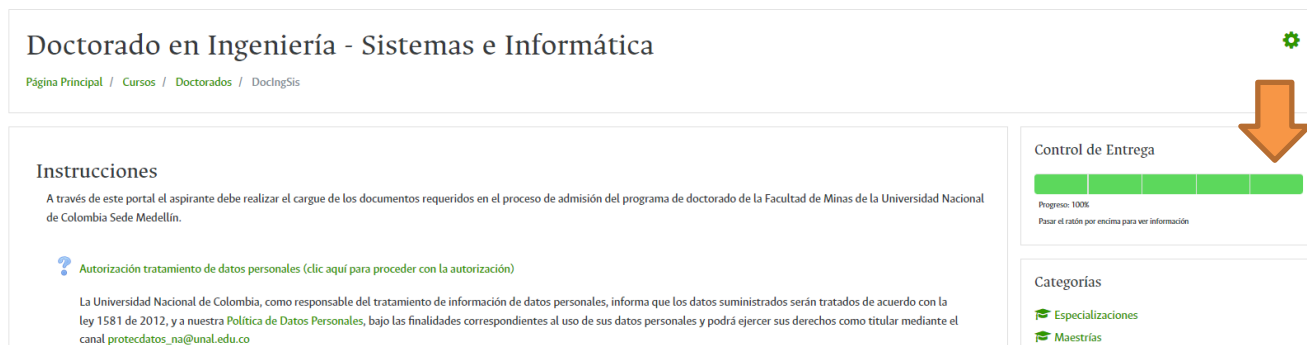 Doctorado en Ingeniería - Sistemas e Informática
Página Principal / Cursos / Doctorados / DocIngSis
Instrucciones
A través de este portal el aspirante debe realizar el cargue de los documentos requeridos en el proceso de admisión del programa de doctorado de la Facultad de Minas de la Universidad Nacional
de Colombia Sede Medellín.
Autorización tratamiento de datos personales (clic aquí para proceder con la autorización)
La Universidad Nacional de Colombia, como responsable del tratamiento de información de datos personales, informa que los datos suministrados serán tratados de acuerdo con la
ley 1581 de 2012, y a nuestra Política de Datos Personales, bajo las finalidades correspondientes al uso de sus datos personales y podrá ejercer sus derechos como titular mediante el
canal protecdatos_na@unal.edu.co
Control de Entrega
Progreso: 100%
Pasar el ratón por encima para ver información
Categorías
Especializaciones
Maestrías